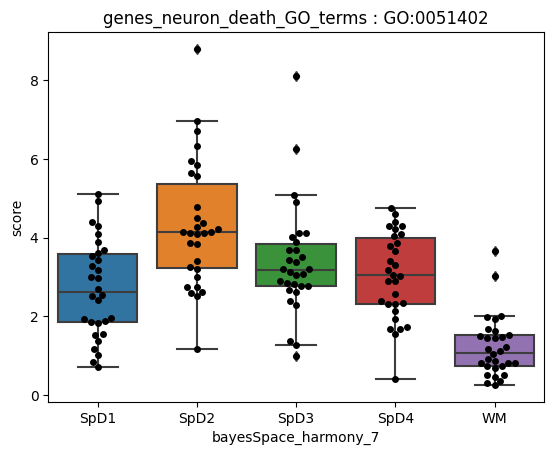 genes_neuron_death_GO_terms : GO:0051402
score
8
6
4
2
0
SpD1 SpD2 SpD3 SpD4 WM
bayesSpace_harmony_7